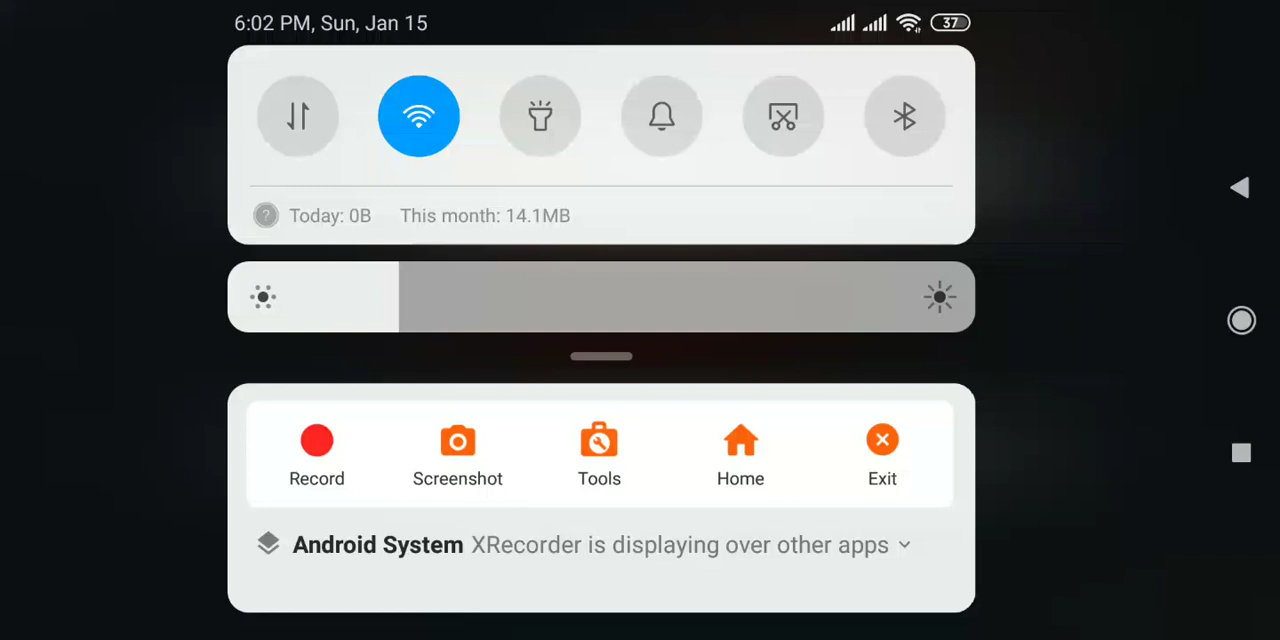 6:02 PM, Sun, Jan 15
37
Today: 0B This month: 14.1MB
Record Screenshot Tools Home Exit
Android System XRecorder is displaying over other apps